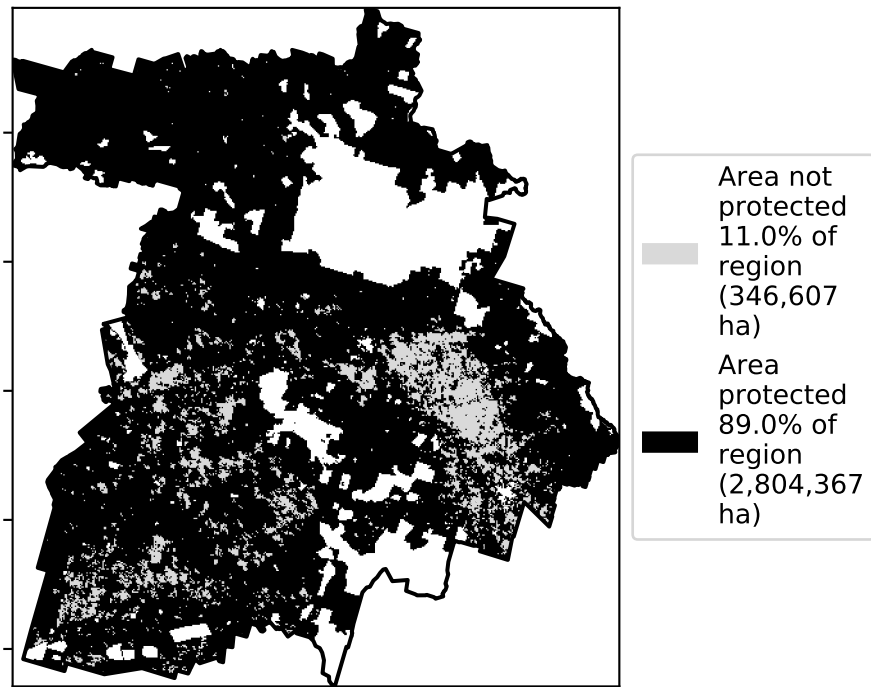 Area not
protected
11.0% of
region
(346,607
ha)
Area
protected
89.0% of
region
(2,804,367
ha)